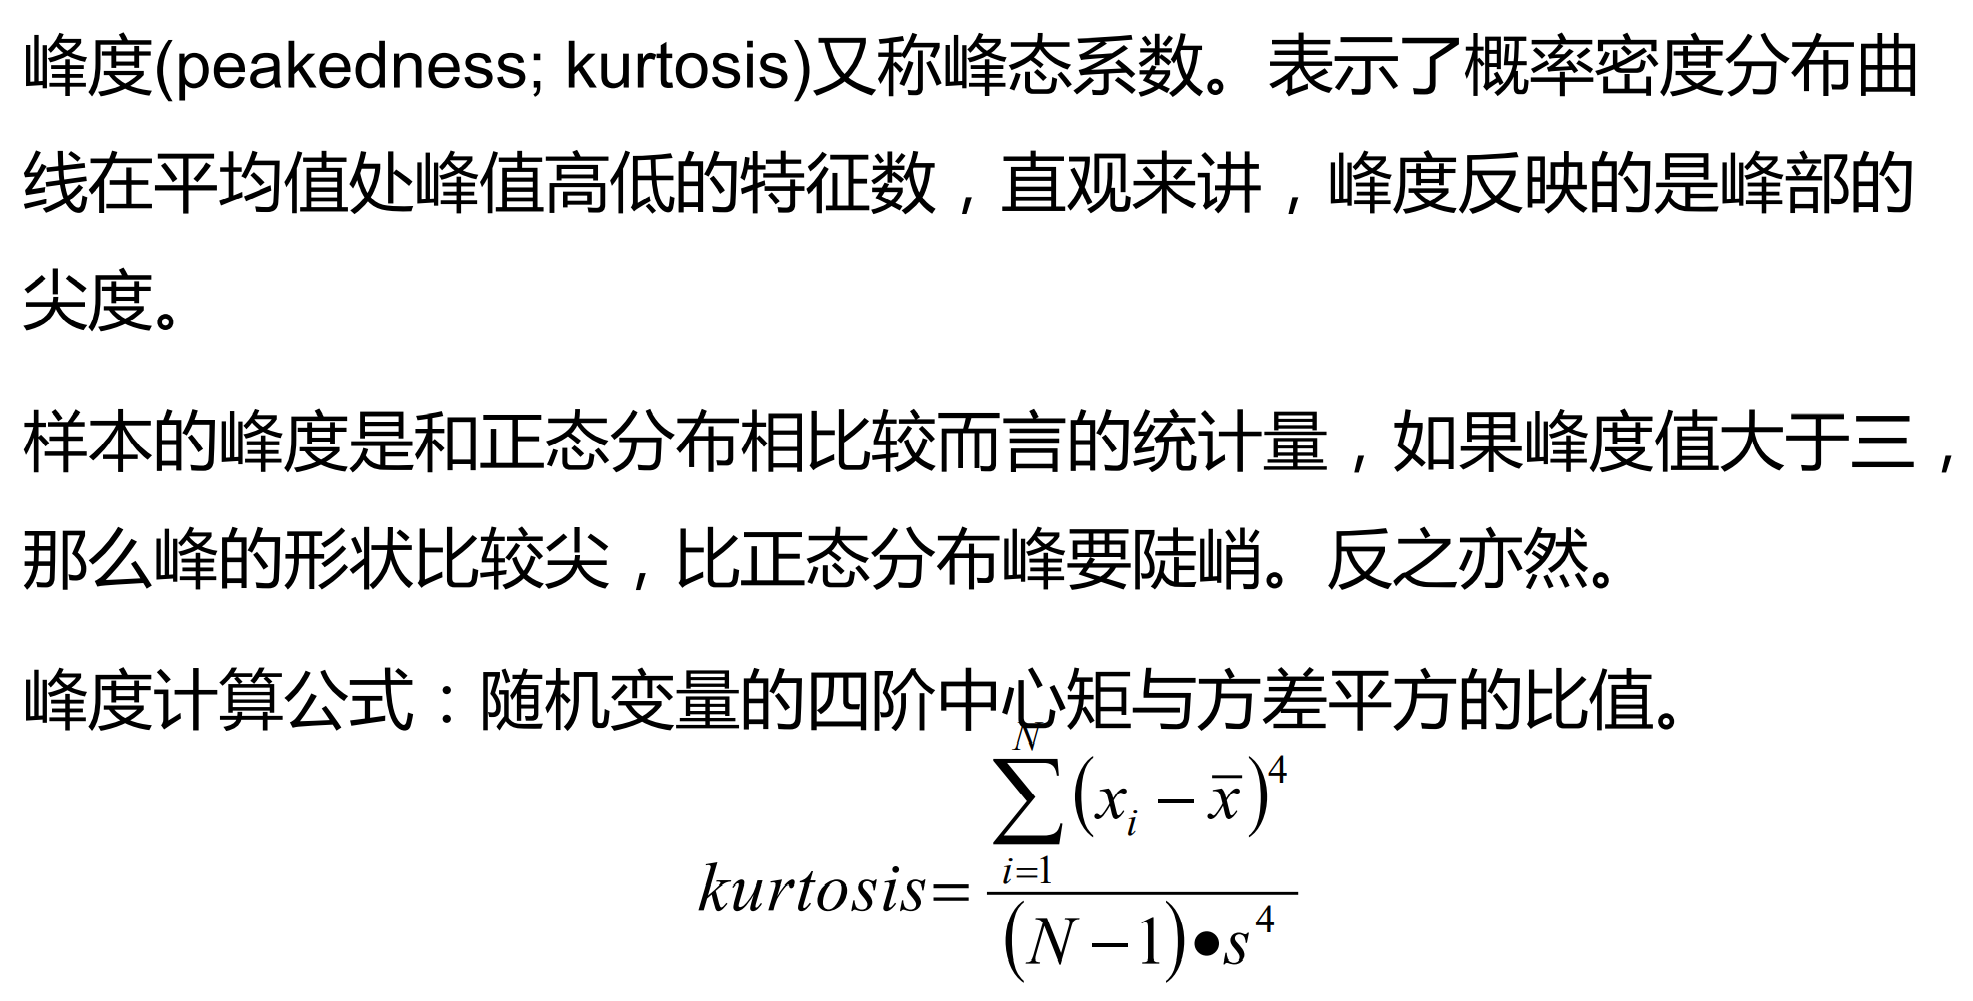 峰度(peakedness; kurtosis)又称峰态系数。表示了概率密度分布曲
线在平均值处峰值高低的特征数，直观来讲，峰度反映的是峰部的
尖度。
样本的峰度是和正态分布相比较而言的统计量，如果峰度值大于三，
那么峰的形状比较尖，比正态分布峰要陡峭。反之亦然。
峰度计算公式：随机变量的四阶中心矩与方差平方的比值。
N
∑(xᵢ − x̄)⁴
i=1
kurtosis=
(N −1)•s⁴